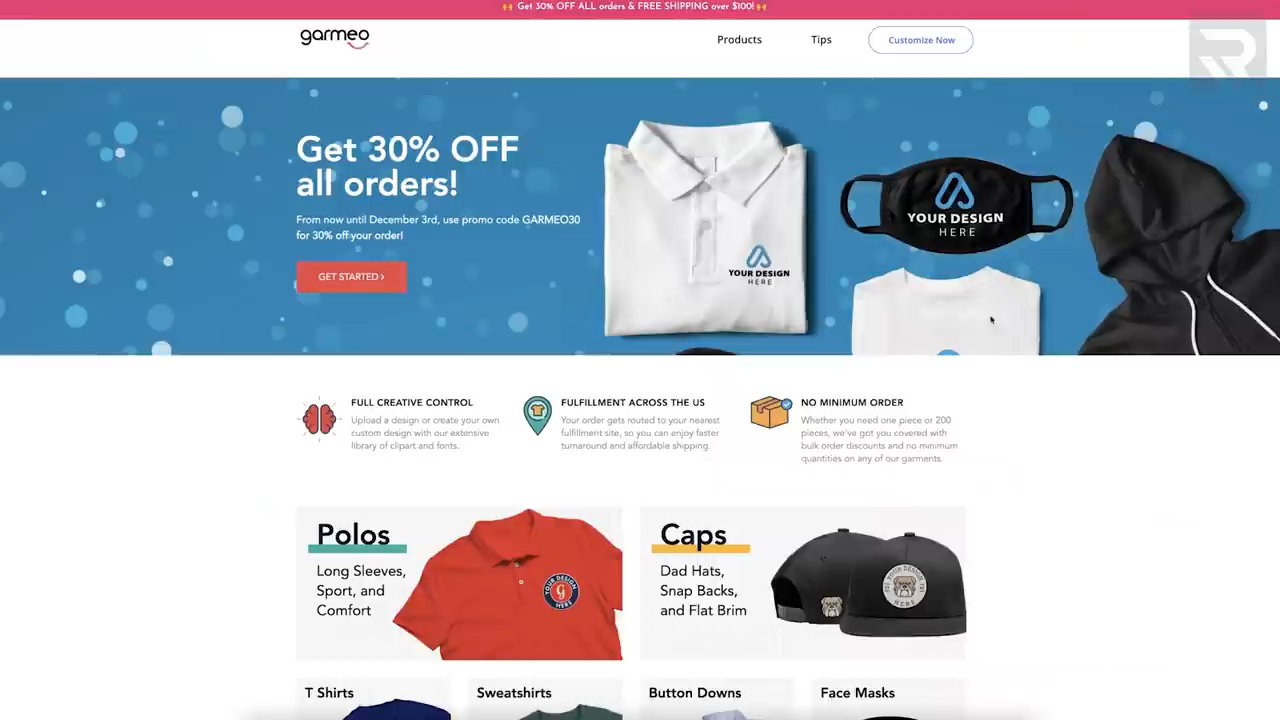 🙌 Get 30% OFF ALL orders & FREE SHIPPING over $100! 🙌
garmeo
Products
Tips
Customize Now
Get 30% OFF
all orders!
From now until December 3rd, use promo code GARMEO30
for 30% off your order!
GET STARTED ›
YOUR DESIGN
HERE
YOUR DESIGN
HERE
FULL CREATIVE CONTROL
Upload a design or create your own
custom design with our extensive
library of clipart and fonts.
FULFILLMENT ACROSS THE US
Your order gets routed to your nearest
fulfillment site, so you can enjoy faster
turnaround and affordable shipping.
NO MINIMUM ORDER
Whether you need one piece or 200
pieces, we've got you covered with
bulk order discounts and no minimum
quantities on any of our garments.
Polos
Long Sleeves,
Sport, and
Comfort
YOUR DESIGN
G
HERE
Caps
Dad Hats,
Snap Backs,
and Flat Brim
YOUR DESIGN
HERE
T Shirts
Sweatshirts
Button Downs
Face Masks